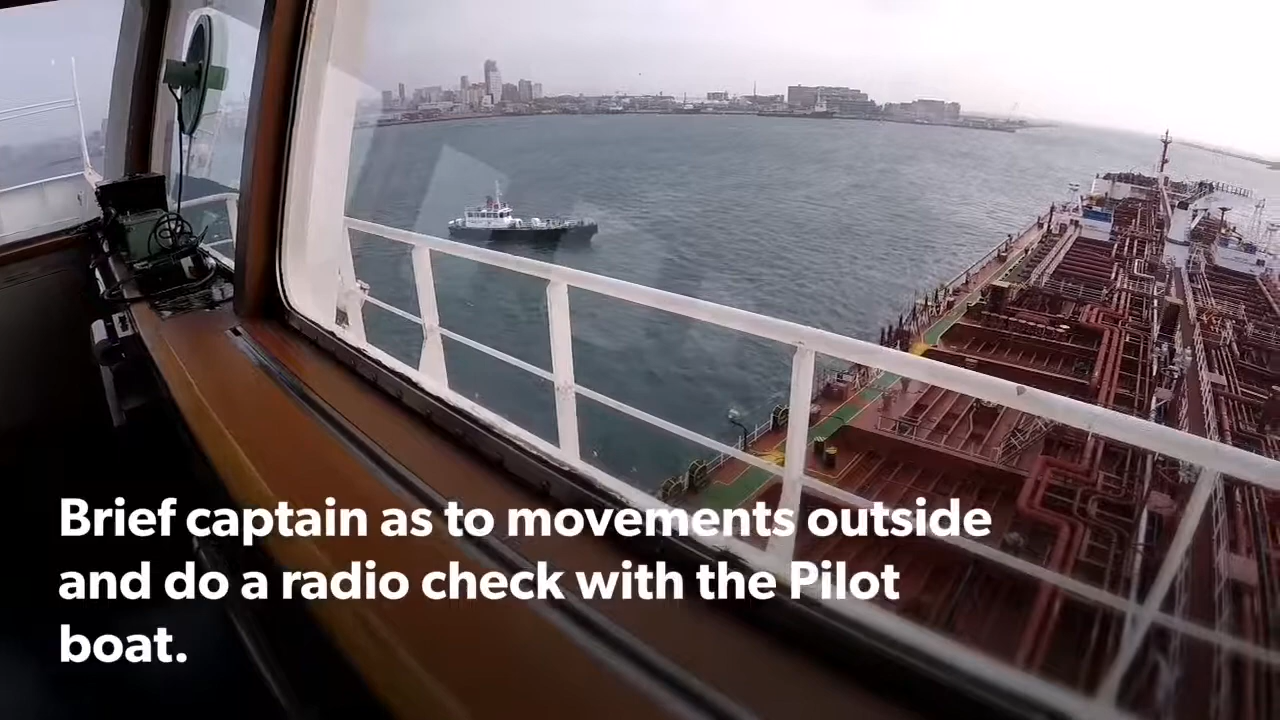 Brief captain as to movements outside
and do a radio check with the Pilot
boat.